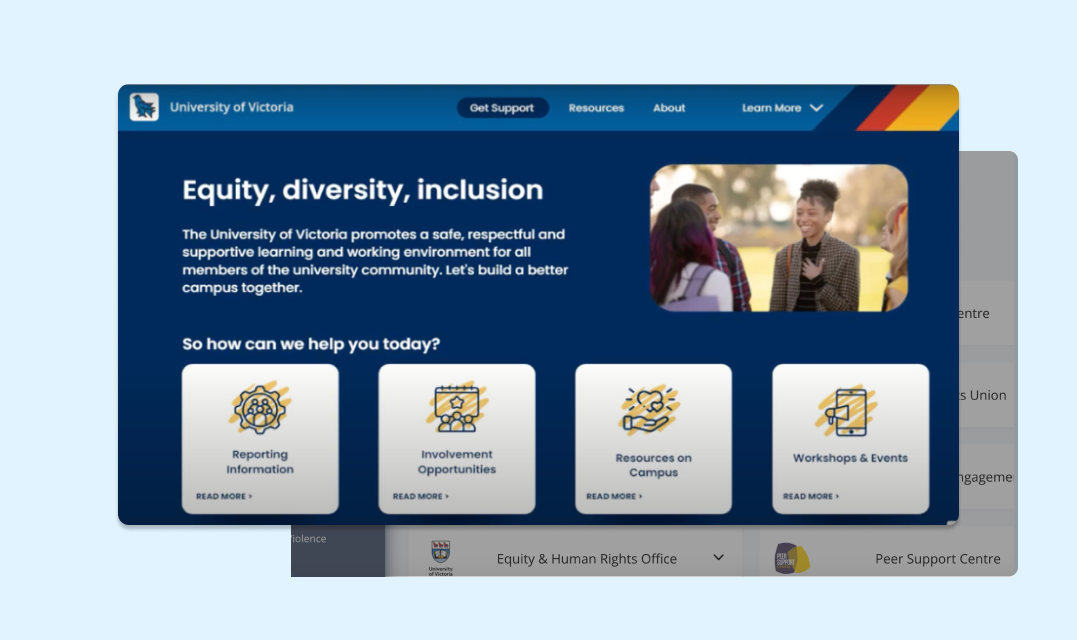 University of Victoria
Get Support
Resources
About
Learn More
Equity, diversity, inclusion
The University of Victoria promotes a safe, respectful and
supportive learning and working environment for all
members of the university community. Let's build a better
campus together.
So how can we help you today?
Reporting
Information
READ MORE >
Involvement
Opportunities
READ MORE >
Resources on
Campus
READ MORE >
Workshops & Events
READ MORE >
entre
s Union
ngageme
iolence
University
of Victoria
Equity & Human Rights Office
PEER
SUPPORT
Peer Support Centre